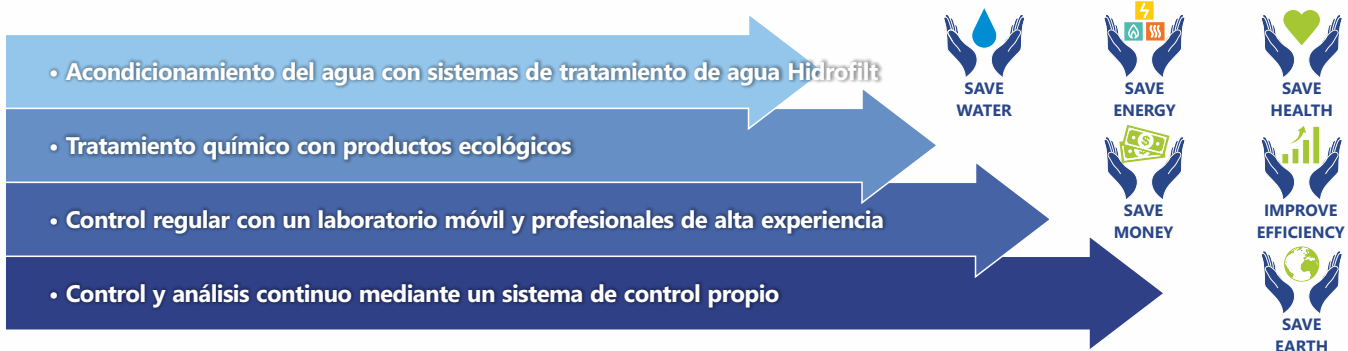 • Acondicionamiento del agua con sistemas de tratamiento de agua Hidrofilt
• Tratamiento químico con productos ecológicos
• Control regular con un laboratorio móvil y profesionales de alta experiencia
• Control y análisis continuo mediante un sistema de control propio
SAVE
WATER
SAVE
ENERGY
SAVE
HEALTH
SAVE
MONEY
IMPROVE
EFFICIENCY
SAVE
EARTH